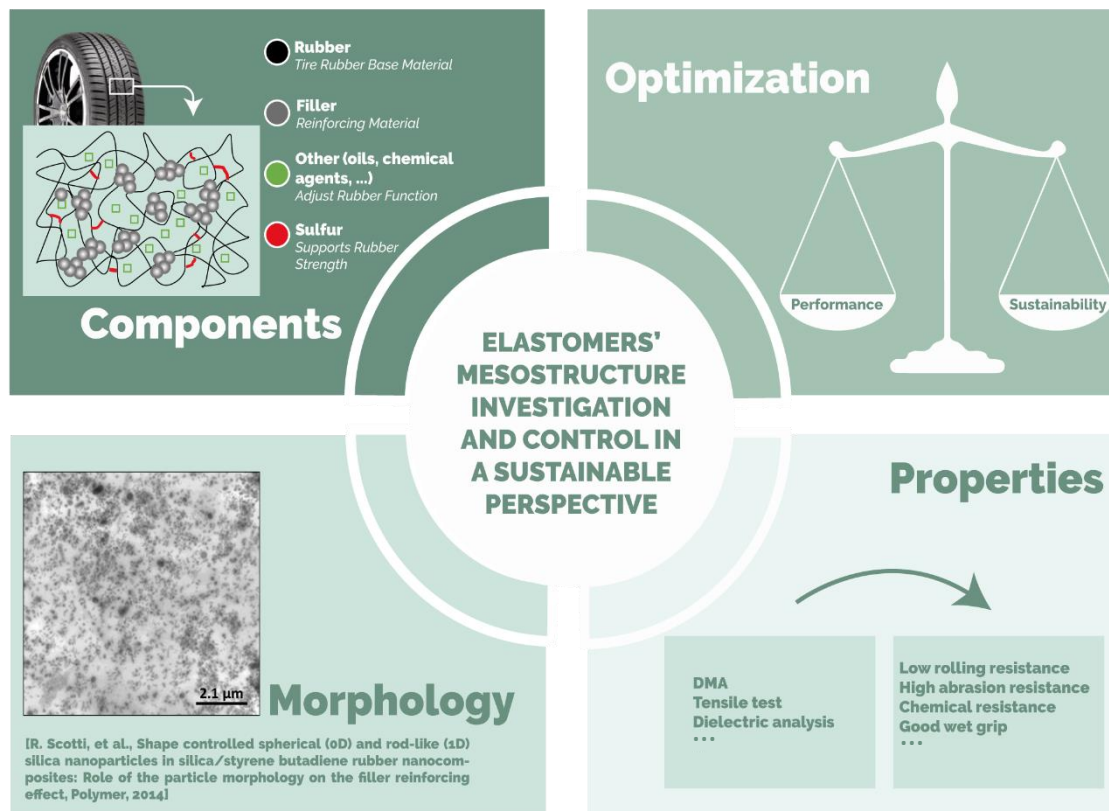 Rubber
Tire Rubber Base Material
Filler
Reinforcing Material
Other (oils, chemical
agents, ...)
Adjust Rubber Function
Sulfur
Supports Rubber
Strength
Components
Optimization
Performance
Sustainability
ELASTOMERS’
MESOSTRUCTURE
INVESTIGATION
AND CONTROL IN
A SUSTAINABLE
PERSPECTIVE
2.1 µm
Morphology
[R. Scotti, et al., Shape controlled spherical (0D) and rod-like (1D)
silica nanoparticles in silica/styrene butadiene rubber nanocom-
posites: Role of the particle morphology on the filler reinforcing
effect, Polymer, 2014]
Properties
DMA
Tensile test
Dielectric analysis
...
Low rolling resistance
High abrasion resistance
Chemical resistance
Good wet grip
...